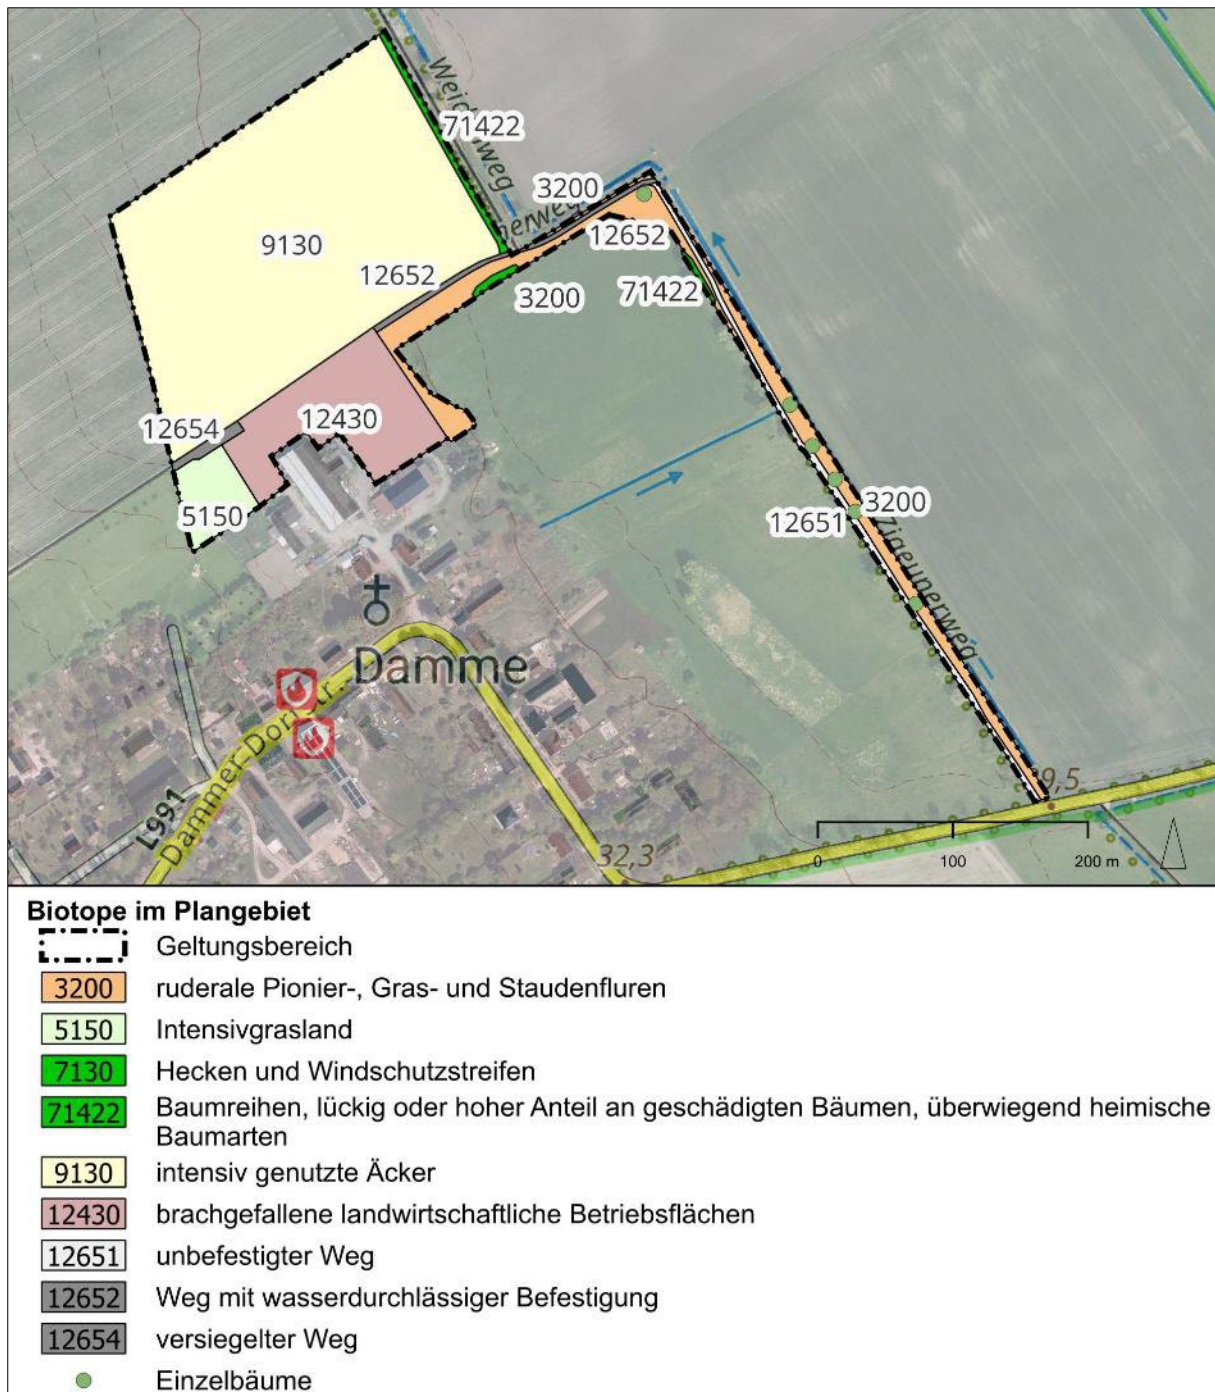 Weidenweg
71422
3200
nerweg
12652
9130
12652
3200
71422
12654
12430
5150
3200
12651
Zigeunerweg
Damme
Dammer Dorfstr.
L991
32,3
9,5
0 100 200 m
Biotope im Plangebiet
Geltungsbereich
3200 ruderale Pionier-, Gras- und Staudenfluren
5150 Intensivgrasland
7130 Hecken und Windschutzstreifen
71422 Baumreihen, lückig oder hoher Anteil an geschädigten Bäumen, überwiegend heimische
Baumarten
9130 intensiv genutzte Äcker
12430 brachgefallene landwirtschaftliche Betriebsflächen
12651 unbefestigter Weg
12652 Weg mit wasserdurchlässiger Befestigung
12654 versiegelter Weg
Einzelbäume